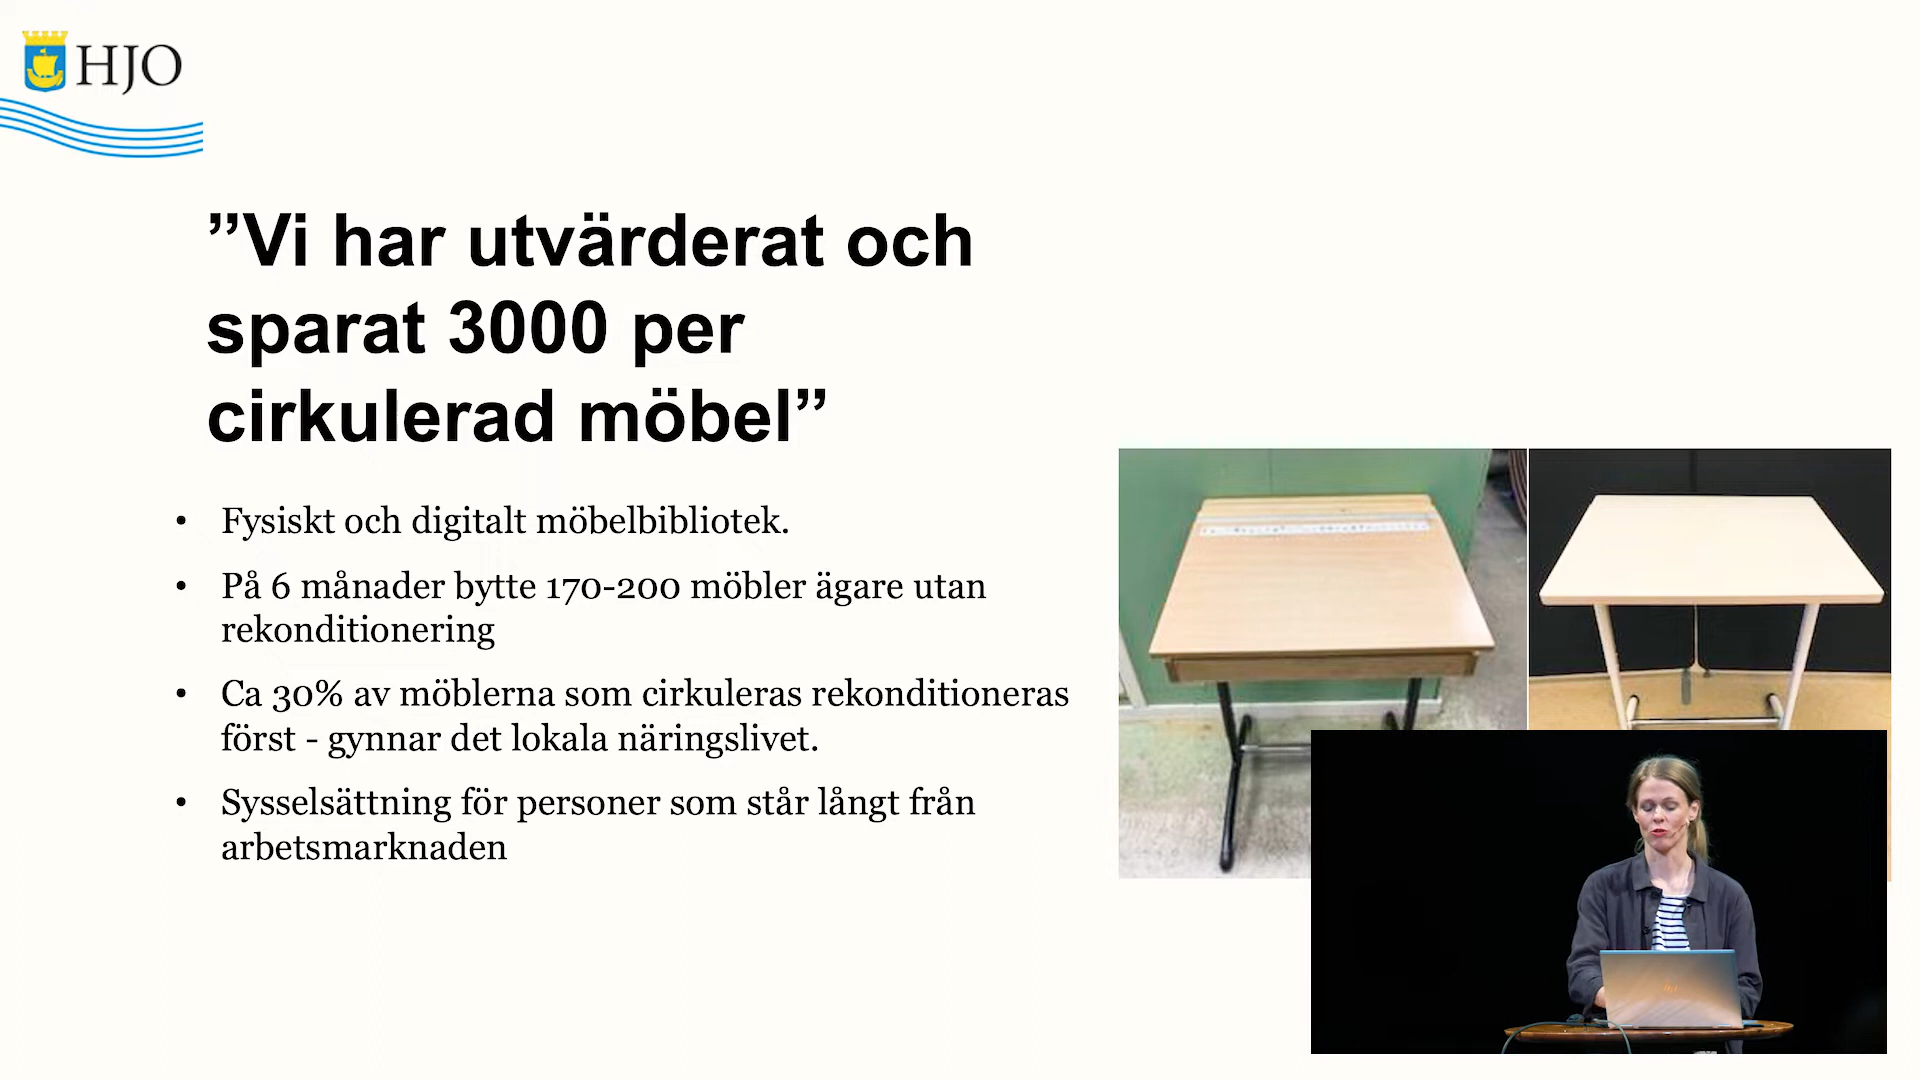 HJO
”Vi har utvärderat och
sparat 3000 per
cirkulerad möbel”
• Fysiskt och digitalt möbelbibliotek.
• På 6 månader bytte 170-200 möbler ägare utan
rekonditionering
• Ca 30% av möblerna som cirkuleras rekonditioneras
först - gynnar det lokala näringslivet.
• Sysselsättning för personer som står långt från
arbetsmarknaden